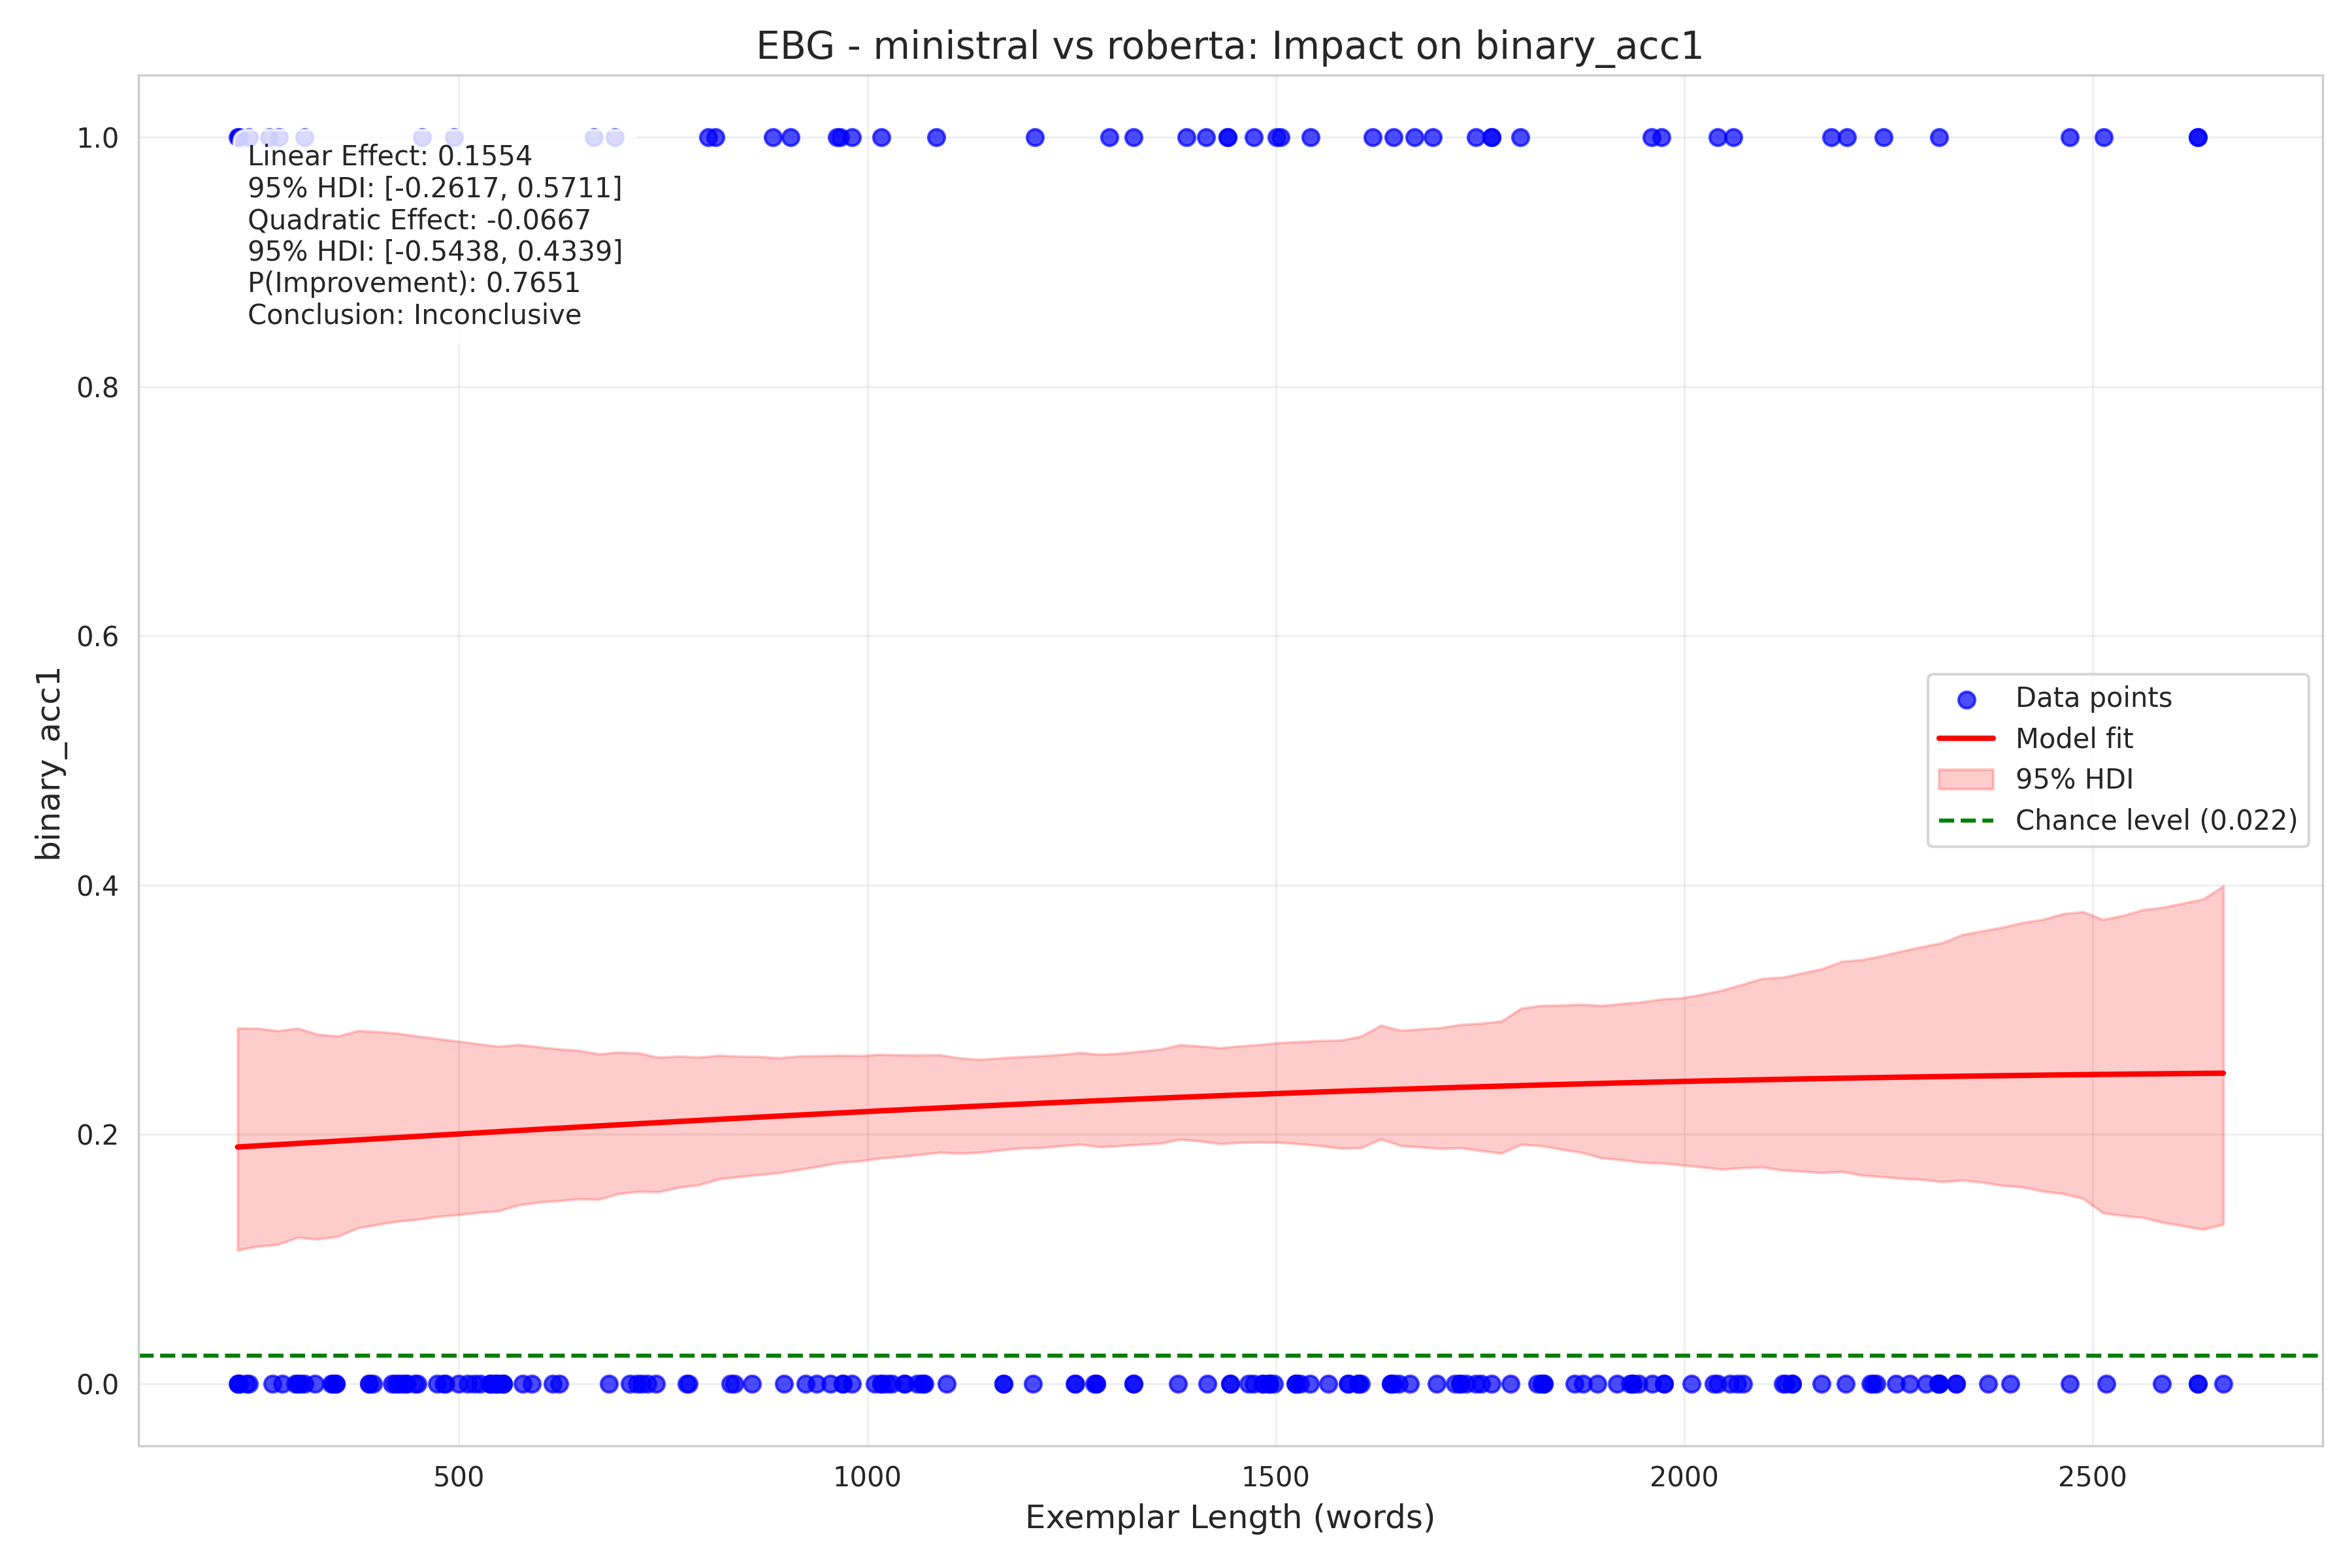 EBG - ministral vs roberta: Impact on binary_acc1
1.0
0.8
0.6
0.4
0.2
0.0
binary_acc1
Linear Effect: 0.1554
95% HDI: [-0.2617, 0.5711]
Quadratic Effect: -0.0667
95% HDI: [-0.5438, 0.4339]
P(Improvement): 0.7651
Conclusion: Inconclusive
Data points
Model fit
95% HDI
Chance level (0.022)
500 1000 1500 2000 2500
Exemplar Length (words)